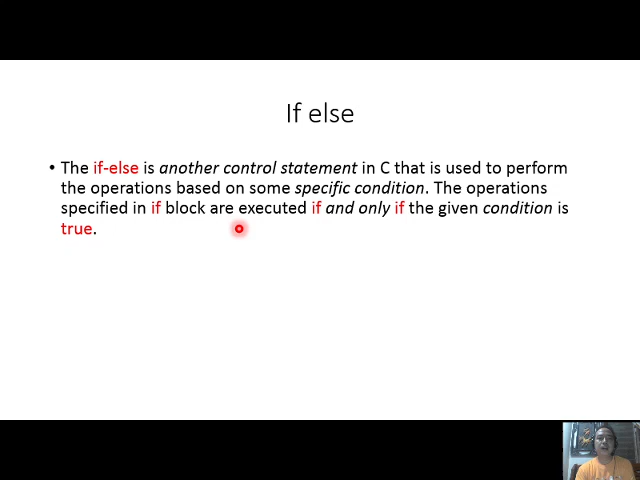 If else
• The if-else is another control statement in C that is used to perform
the operations based on some specific condition. The operations
specified in if block are executed if and only if the given condition is
true.